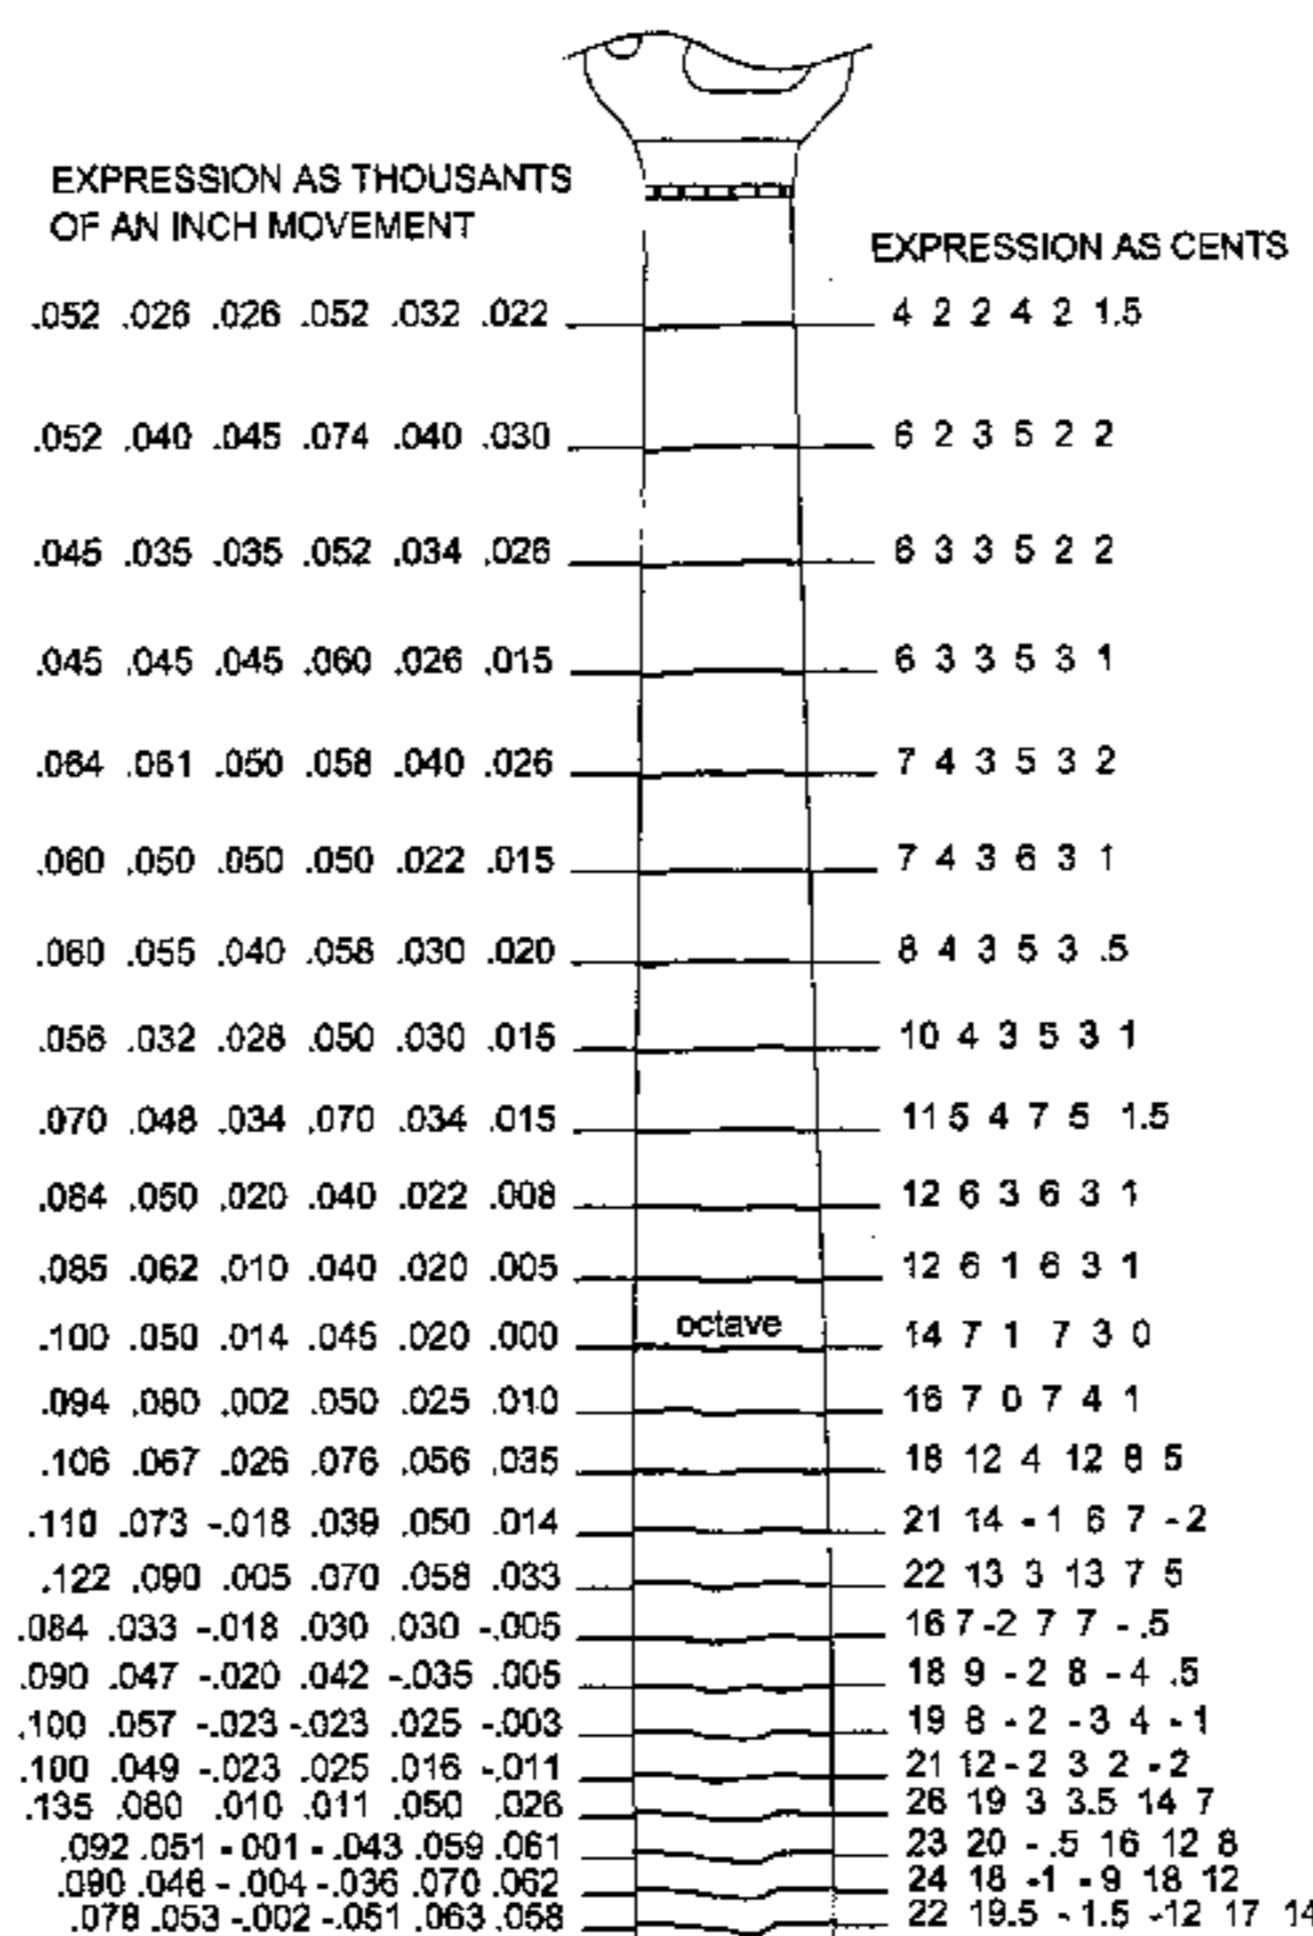 EXPRESSION AS THOUSANTS
OF AN INCH MOVEMENT
EXPRESSION AS CENTS
.052 .026 .026 .052 .032 .022 4 2 2 4 2 1.5
.052 .040 .045 .074 .040 .030 6 2 3 5 2 2
.045 .035 .035 .052 .034 .026 6 3 3 5 2 2
.045 .045 .045 .060 .026 .015 6 3 3 5 3 1
.064 .061 .050 .058 .040 .026 7 4 3 5 3 2
.060 .050 .050 .050 .022 .015 7 4 3 6 3 1
.060 .055 .040 .058 .030 .020 8 4 3 5 3 .5
.056 .032 .028 .050 .030 .015 10 4 3 5 3 1
.070 .048 .034 .070 .034 .015 11 5 4 7 5 1.5
.084 .050 .020 .040 .022 .008 12 6 3 6 3 1
.085 .062 .010 .040 .020 .005 12 6 1 6 3 1
octave
.100 .050 .014 .045 .020 .000 14 7 1 7 3 0
.094 .080 .002 .050 .025 .010 16 7 0 7 4 1
.106 .067 .026 .076 .056 .035 18 12 4 12 8 5
.110 .073 -.018 .039 .050 .014 21 14 -1 6 7 -2
.122 .090 .005 .070 .058 .033 22 13 3 13 7 5
.084 .033 -.018 .030 .030 -.005 16 7 -2 7 7 -.5
.090 .047 -.020 .042 -.035 .005 18 9 -2 8 -4 .5
.100 .057 -.023 -.023 .025 -.003 19 8 -2 -3 4 -1
.100 .049 -.023 .025 .016 -.011 21 12 -2 3 2 -2
.135 .080 .010 .011 .050 .026 26 19 3 3.5 14 7
.092 .051 -001 -.043 .059 .061 23 20 -.5 16 12 8
.090 .046 -.004 -.036 .070 .062 24 18 -1 -9 18 12
.078 .053 -.002 -.051 .063 .058 22 19.5 -1.5 -12 17 14